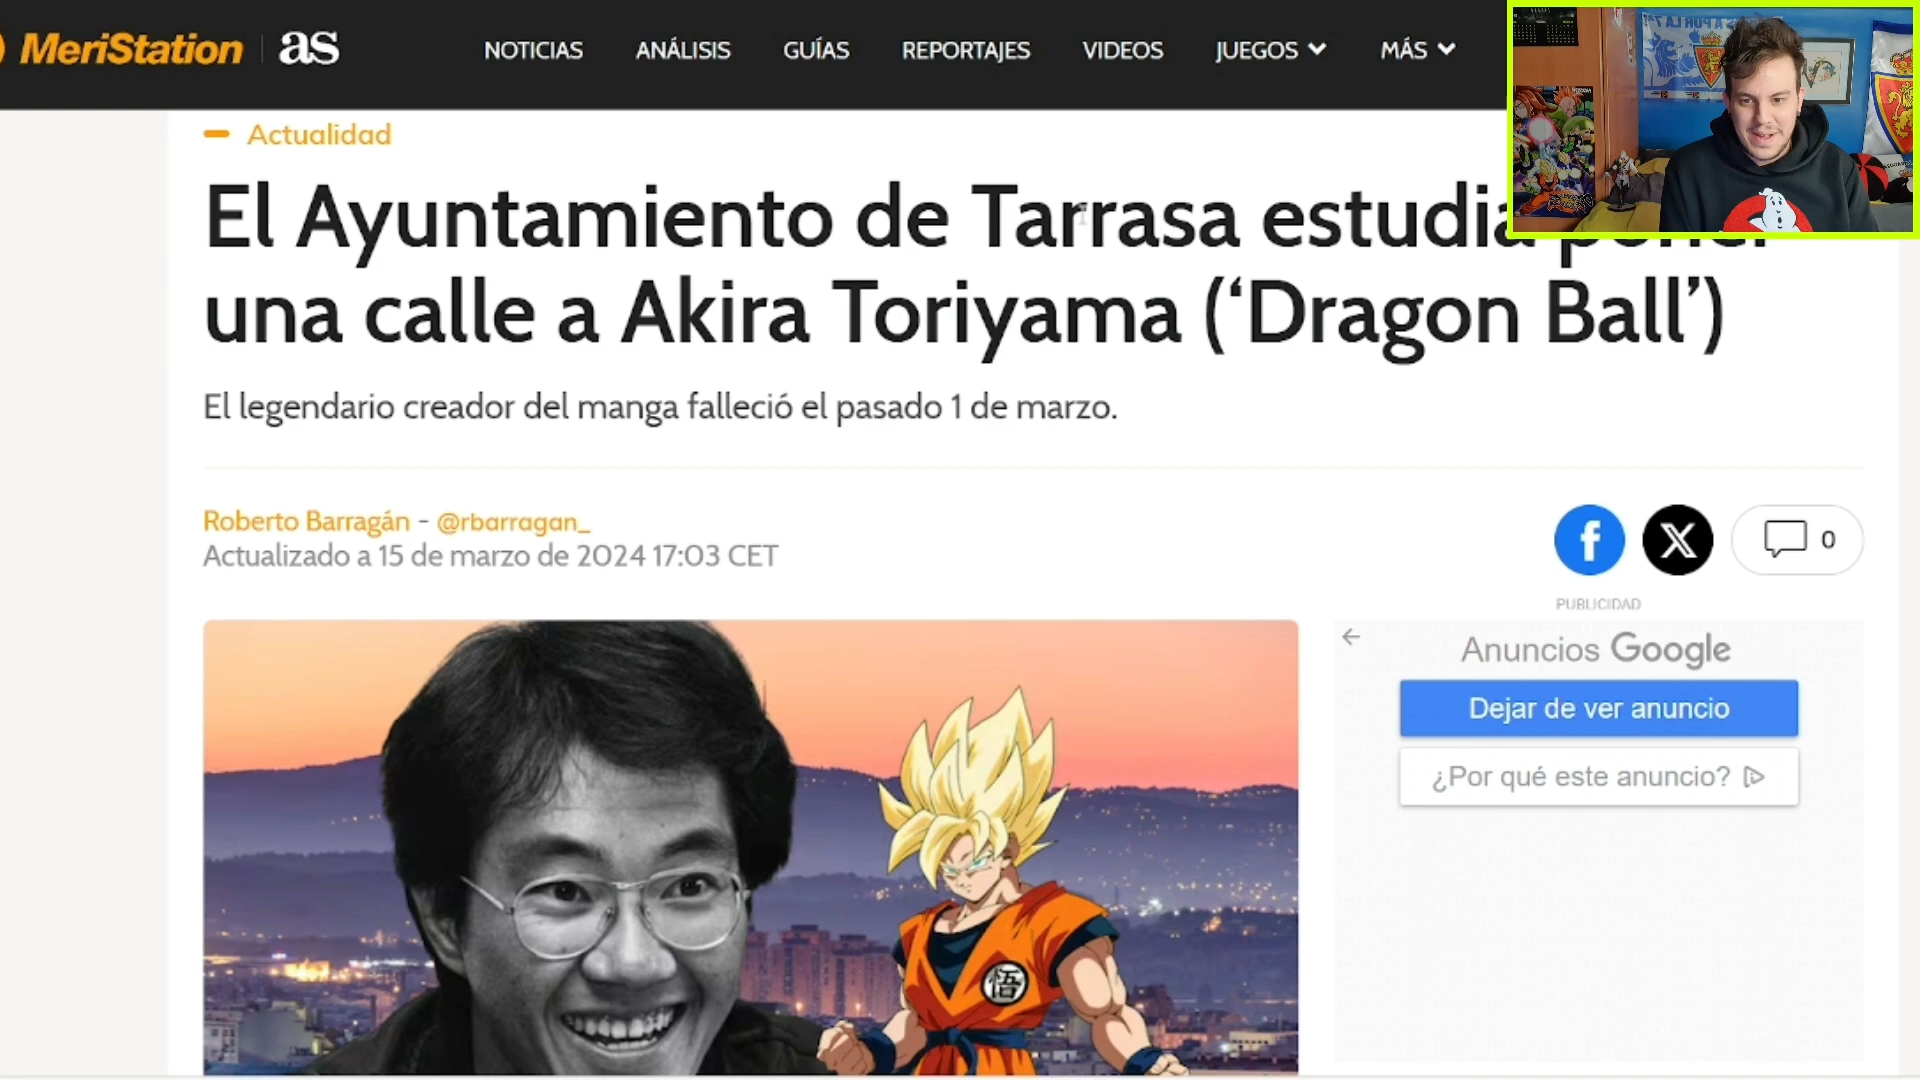 MeriStation as NOTICIAS ANÁLISIS GUÍAS REPORTAJES VIDEOS JUEGOS MÁS
Actualidad
El Ayuntamiento de Tarrasa estudia poner
una calle a Akira Toriyama (‘Dragon Ball’)
El legendario creador del manga falleció el pasado 1 de marzo.
Roberto Barragán - @rbarragan_
Actualizado a 15 de marzo de 2024 17:03 CET
0
PUBLICIDAD
Anuncios Google
Dejar de ver anuncio
¿Por qué este anuncio?
悟